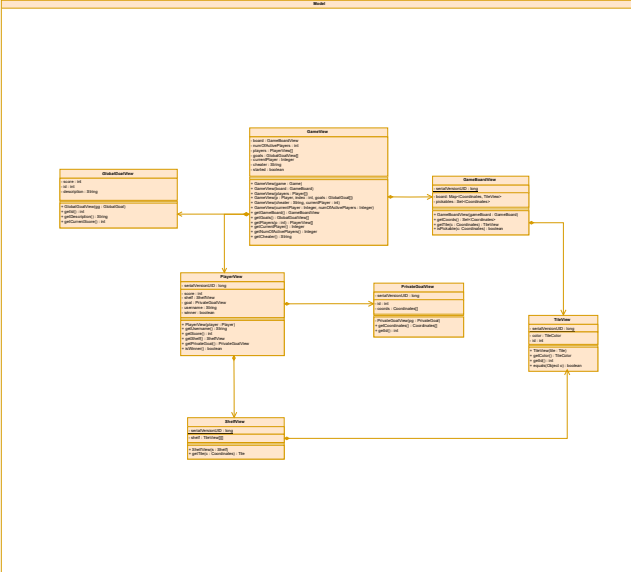 Model
GameView
- board : GameBoardView
- numOfActivePlayers : int
- players : PlayerView[]
- goals : GlobalGoalView[]
- currentPlayer : Integer
- cheater : String
- started : boolean
+ GameView(game : Game)
+ GameView(board : GameBoard)
+ GameView(players : Player[])
+ GameView(p : Player, index : int, goals : GlobalGoal[])
+ GameView(cheater : String, currentPlayer : int)
+ GameView(currentPlayer : Integer, numOfActivePlayers : Integer)
+ getGameBoard() : GameBoardView
+ getGoals() : GlobalGoalView[]
+ getPlayers(p : int) : PlayerView[]
+ getCurrentPlayer() : Integer
+ getNumOfActivePlayers() : Integer
+ getCheater() : String
GlobalGoalView
- score : int
- id : int
- description : String
+ GlobalGoalView(gg : GlobalGoal)
+ getId() : int
+ getDescription() : String
+ getCurrentScore() : int
GameBoardView
- serialVersionUID : long
- board : Map<Coordinates, TileView>
- pickables : Set<Coordinates>
+ GameBoardView(gameBoard : GameBoard)
+ getCoords() : Set<Coordinates>
+ getTile(c : Coordinates) : TileView
+ isPickable(c : Coordinates) : boolean
PlayerView
- serialVersionUID : long
- score : int
- shelf : ShelfView
- goal : PrivateGoalView
- username : String
- winner : boolean
+ PlayerView(player : Player)
+ getUsername() : String
+ getScore() : int
+ getShelf() : ShelfView
+ getPrivateGoal() : PrivateGoalView
+ isWinner() : boolean
PrivateGoalView
- serialVersionUID : long
- id : int
- coords : Coordinates[]
- PrivateGoalView(pg : PrivateGoal)
+ getCoordinates() : Coordinates[]
+ getId() : int
TileView
- serialVersionUID : long
- color : TileColor
- id : int
+ TileView(tile : Tile)
+ getColor() : TileColor
+ getId() : int
+ equals(Object o) : boolean
ShelfView
- serialVersionUID : long
- shelf : TileView[][]
+ ShelfView(s : Shelf)
+ getTile(c : Coordinates) : Tile